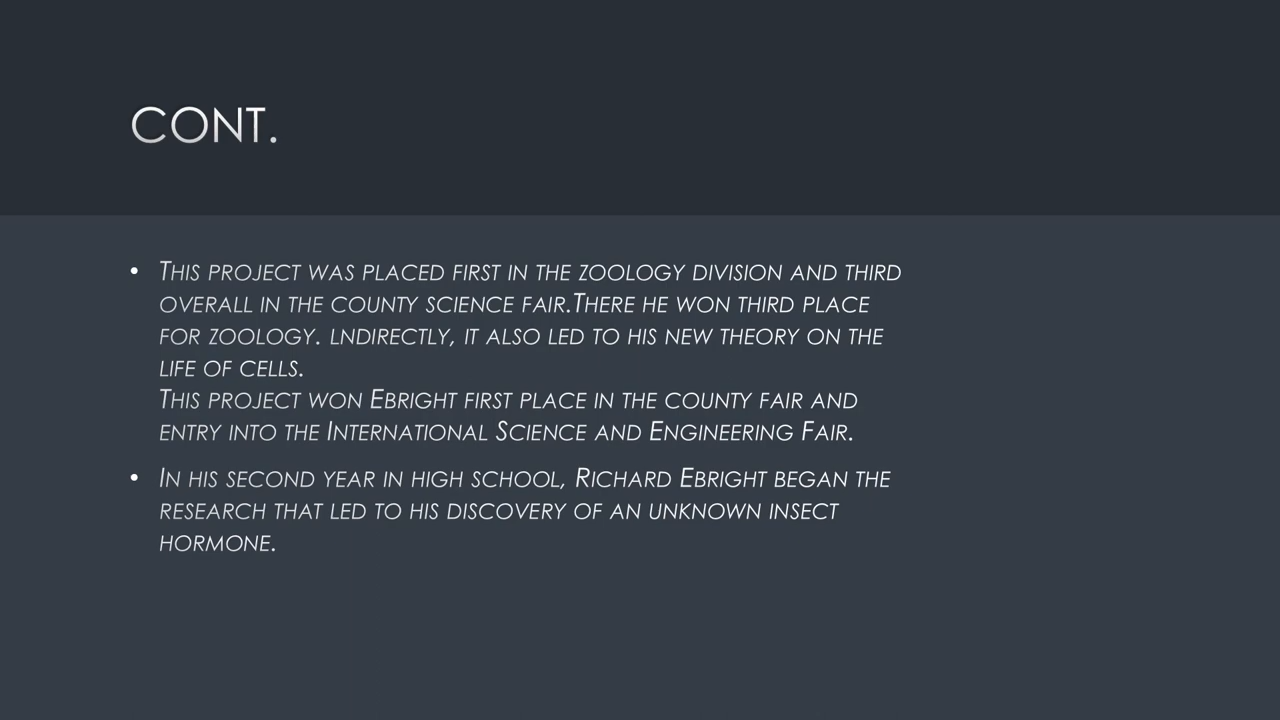 CONT.
• This project was placed first in the zoology division and third
overall in the county science fair.There he won third place
for zoology. lndirectly, it also led to his new theory on the
life of cells.
This project won Ebright first place in the county fair and
entry into the International Science and Engineering Fair.
• In his second year in high school, Richard Ebright began the
research that led to his discovery of an unknown insect
hormone.